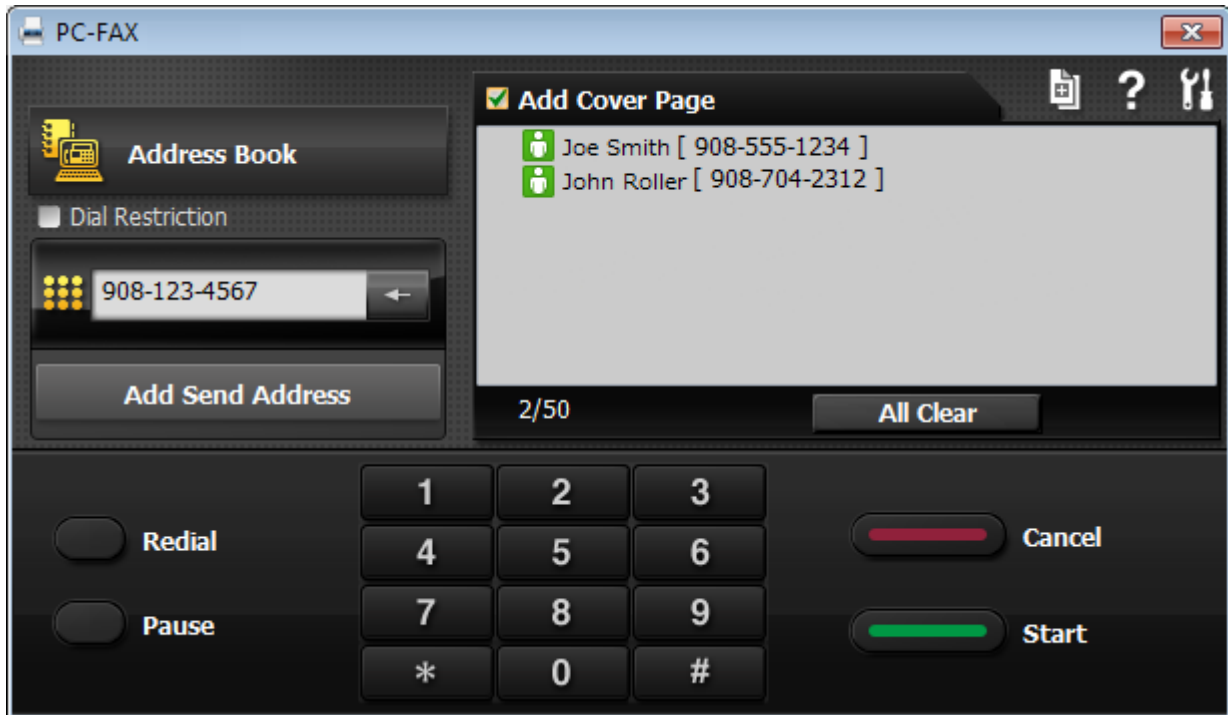 PC-FAX
Address Book
Dial Restriction
908-123-4567
Add Send Address
Add Cover Page
?
Joe Smith [ 908-555-1234 ]
John Roller [ 908-704-2312 ]
2/50
All Clear
Redial
Pause
1 2 3
4 5 6
7 8 9
* 0 #
Cancel
Start